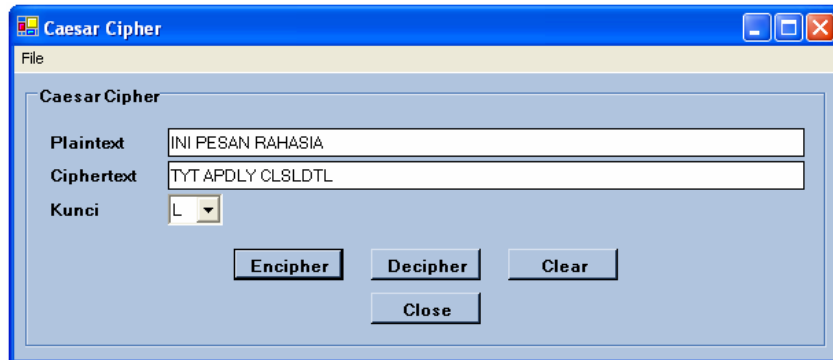 Caesar Cipher
File
Caesar Cipher
Plaintext INI PESAN RAHASIA
Ciphertext TYT APDLY CLSLDTL
Kunci L
Encipher Decipher Clear
Close